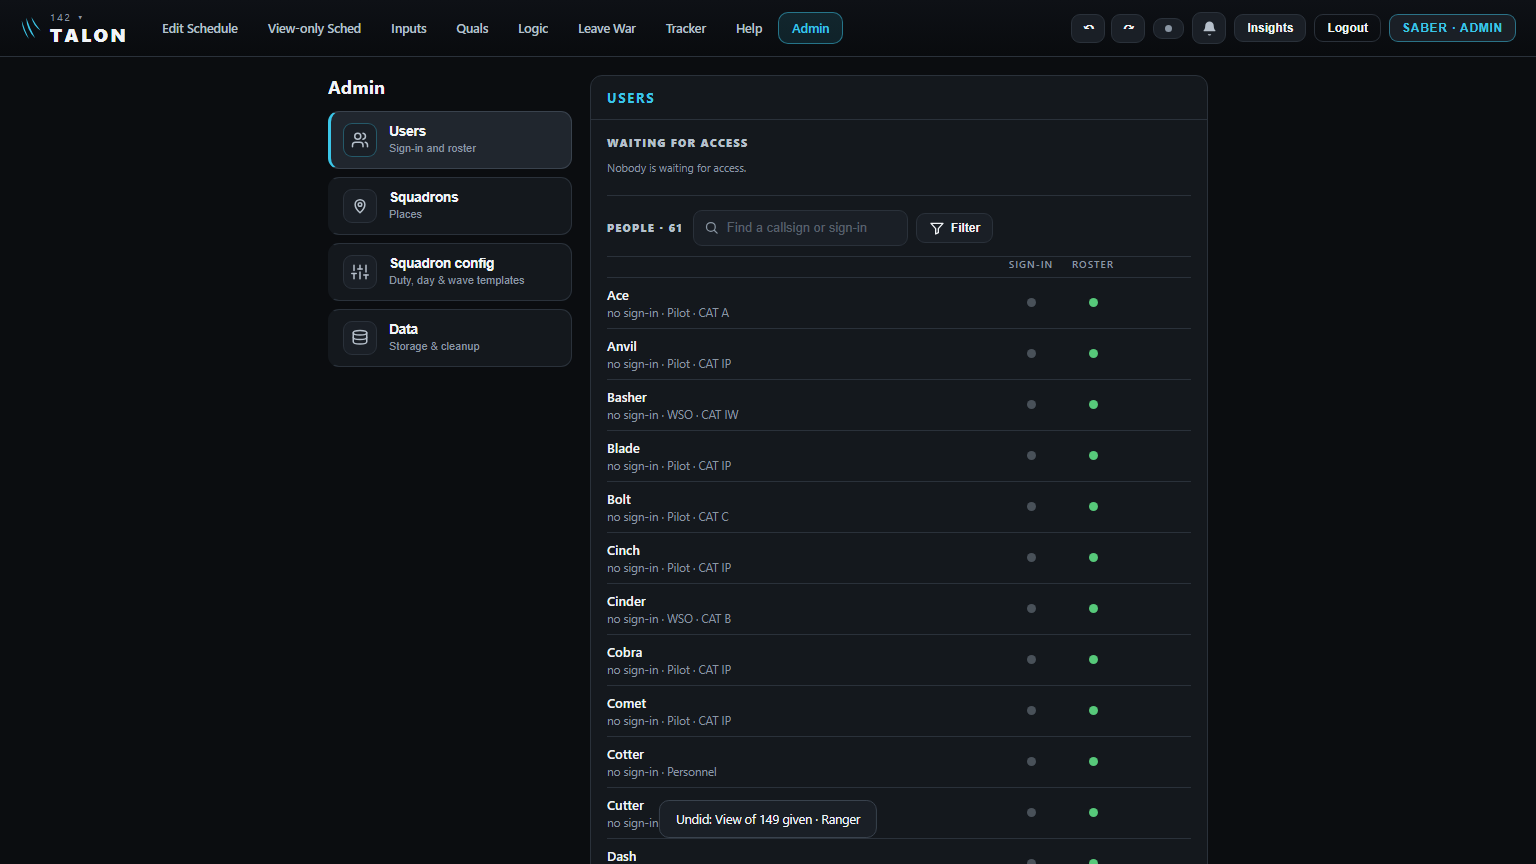 142 ▾
TALON
Edit Schedule
View-only Sched
Inputs
Quals
Logic
Leave War
Tracker
Help
Admin
Insights
Logout
SABER · ADMIN
Admin
Users
Sign-in and roster
Squadrons
Places
Squadron config
Duty, day & wave templates
Data
Storage & cleanup
USERS
WAITING FOR ACCESS
Nobody is waiting for access.
PEOPLE · 61
Find a callsign or sign-in
Filter
SIGN-IN ROSTER
Ace
no sign-in · Pilot · CAT A
Anvil
no sign-in · Pilot · CAT IP
Basher
no sign-in · WSO · CAT IW
Blade
no sign-in · Pilot · CAT IP
Bolt
no sign-in · Pilot · CAT C
Cinch
no sign-in · Pilot · CAT IP
Cinder
no sign-in · WSO · CAT B
Cobra
no sign-in · Pilot · CAT IP
Comet
no sign-in · Pilot · CAT IP
Cotter
no sign-in · Personnel
Cutter
no sign-in
Undid: View of 149 given · Ranger
Dash